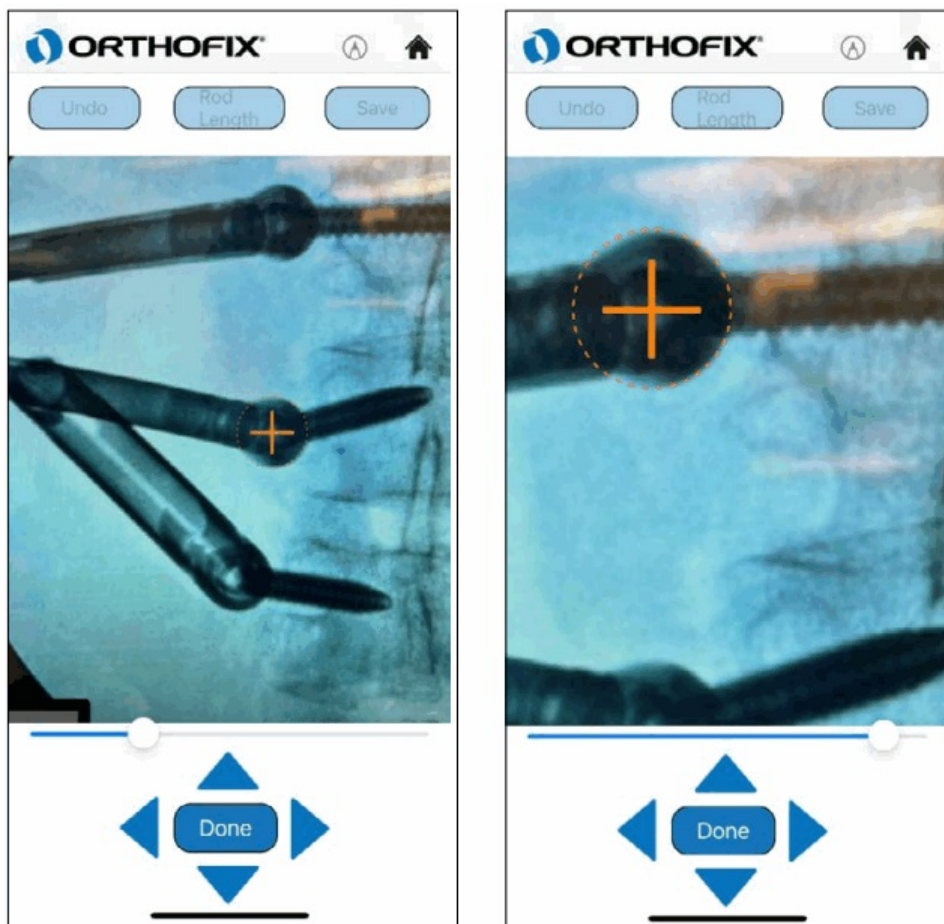 ORTHOFIX®
Undo
Rod
Length
Save
Done
ORTHOFIX®
Undo
Rod
Length
Save
Done